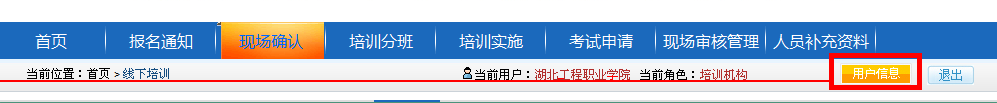 首页 报名通知 现场确认 培训分班 培训实施 考试申请 现场审核管理 人员补充资料
当前位置：首页 > 线下培训 当前用户：湖北工程职业学院 当前角色：培训机构 用户信息 退出